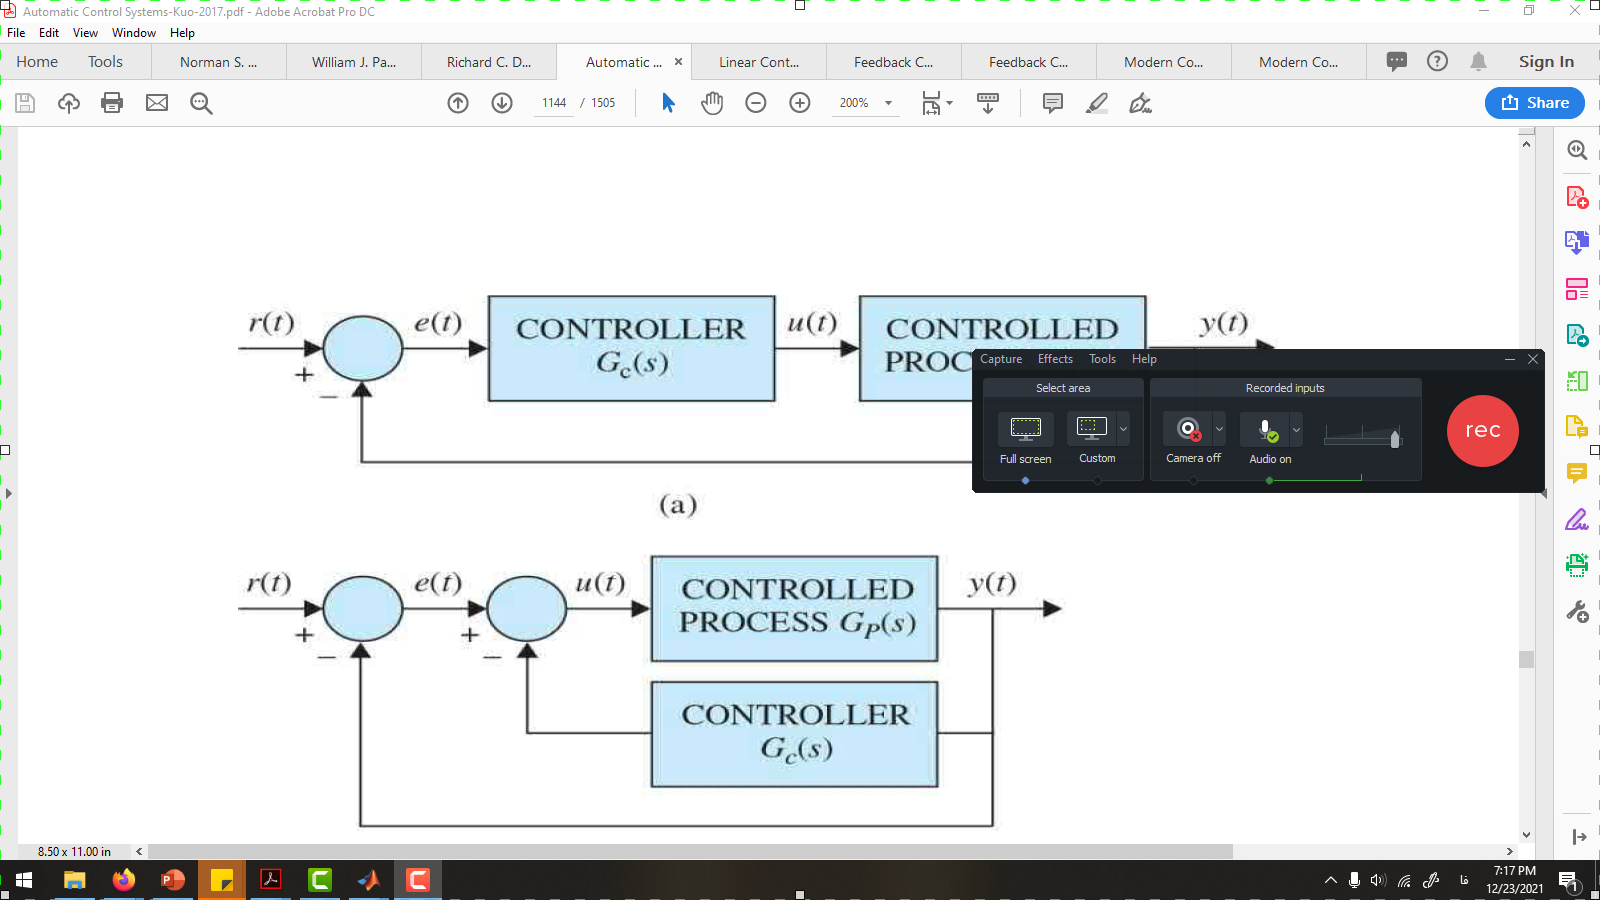 Automatic Control Systems-Kuo-2017.pdf - Adobe Acrobat Pro DC
File Edit View Window Help
Home Tools Norman S. ... William J. Pa... Richard C. D... Automatic ... × Linear Cont... Feedback C... Feedback C... Modern Co... Modern Co... Sign In
1144 / 1505 200% Share
r(t) e(t) CONTROLLER u(t) CONTROLLED y(t)
Gc(s) PROC
+
−
Capture Effects Tools Help
Select area Recorded inputs
Full screen Custom Camera off Audio on rec
(a)
r(t) e(t) u(t) CONTROLLED y(t)
PROCESS GP(s)
+ +
− −
CONTROLLER
Gc(s)
8.50 x 11.00 in
7:17 PM
فا
12/23/2021
1